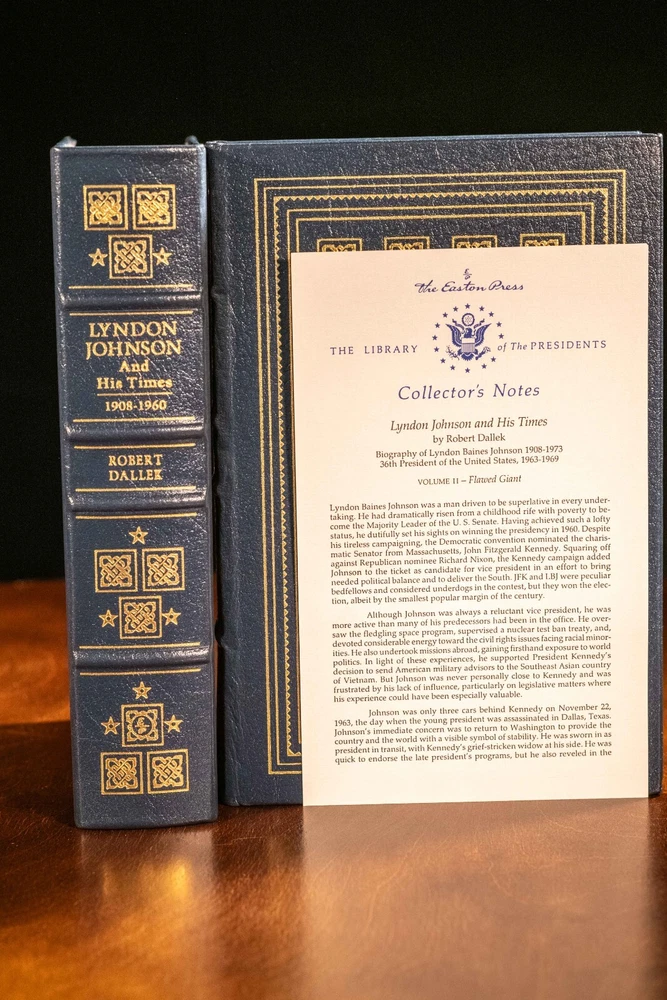 LYNDON
JOHNSON
And
His Times
1908-1960
ROBERT
DALLEK
The Easton Press
THE LIBRARY of The PRESIDENTS
Collector's Notes
Lyndon Johnson and His Times
by Robert Dallek
Biography of Lyndon Baines Johnson 1908-1973
36th President of the United States, 1963-1969
VOLUME II – Flawed Giant
Lyndon Baines Johnson was a man driven to be superlative in every under-
taking. He had dramatically risen from a childhood rife with poverty to be-
come the Majority Leader of the U. S. Senate. Having achieved such a lofty
status, he dutifully set his sights on winning the presidency in 1960. Despite
his tireless campaigning, the Democratic convention nominated the charis-
matic Senator from Massachusetts, John Fitzgerald Kennedy. Squaring off
against Republican nominee Richard Nixon, the Kennedy campaign added
Johnson to the ticket as candidate for vice president in an effort to bring
needed political balance and to deliver the South. JFK and LBJ were peculiar
bedfellows and considered underdogs in the contest, but they won the elec-
tion, albeit by the smallest popular margin of the century.
Although Johnson was always a reluctant vice president, he was
more active than many of his predecessors had been in the office. He over-
saw the fledgling space program, supervised a nuclear test ban treaty, and,
devoted considerable energy toward the civil rights issues facing racial minor-
ities. He also undertook missions abroad, gaining firsthand exposure to world
politics. In light of these experiences, he supported President Kennedy's
decision to send American military advisors to the Southeast Asian country
of Vietnam. But Johnson was never personally close to Kennedy and was
frustrated by his lack of influence, particularly on legislative matters where
his experience could have been especially valuable.
Johnson was only three cars behind Kennedy on November 22,
1963, the day when the young president was assassinated in Dallas, Texas.
Johnson's immediate concern was to return to Washington to provide the
country and the world with a visible symbol of stability. He was sworn in as
president in transit, with Kennedy's grief-stricken widow at his side. He was
quick to endorse the late president's programs, but he also reveled in the